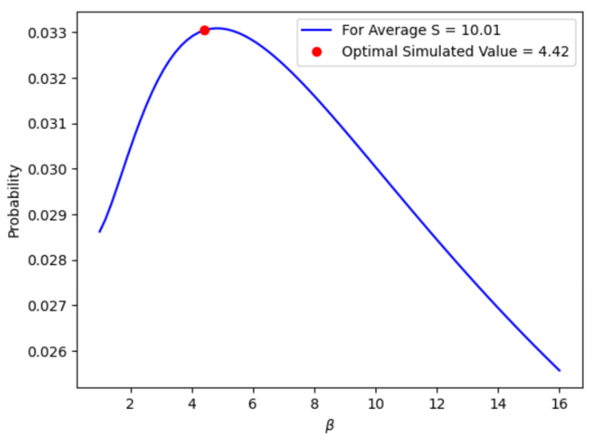 For Average S = 10.01
Optimal Simulated Value = 4.42
0.033
0.032
0.031
0.030
0.029
0.028
0.027
0.026
Probability
2 4 6 8 10 12 14 16
β